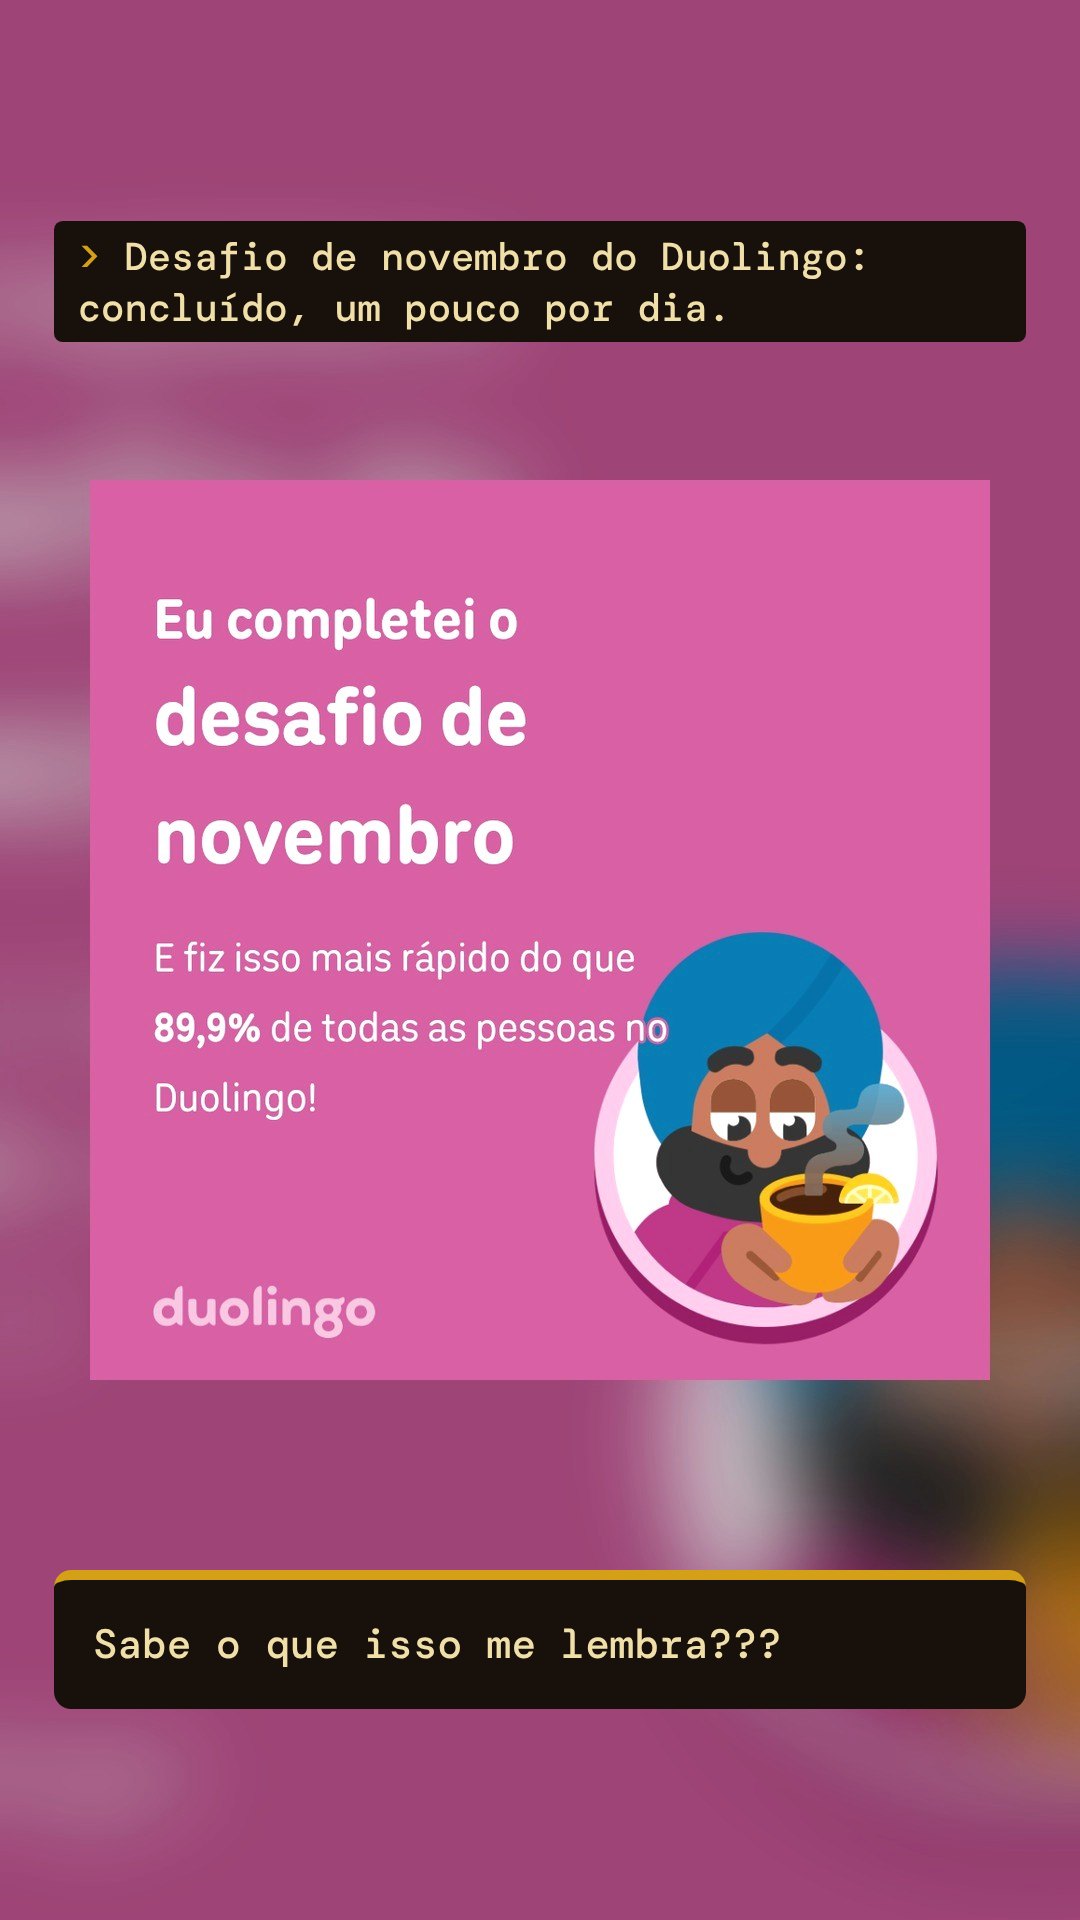 > Desafio de novembro do Duolingo:
concluído, um pouco por dia.
Eu completei o
desafio de
novembro
E fiz isso mais rápido do que
89,9% de todas as pessoas no
Duolingo!
duolingo
Sabe o que isso me lembra???